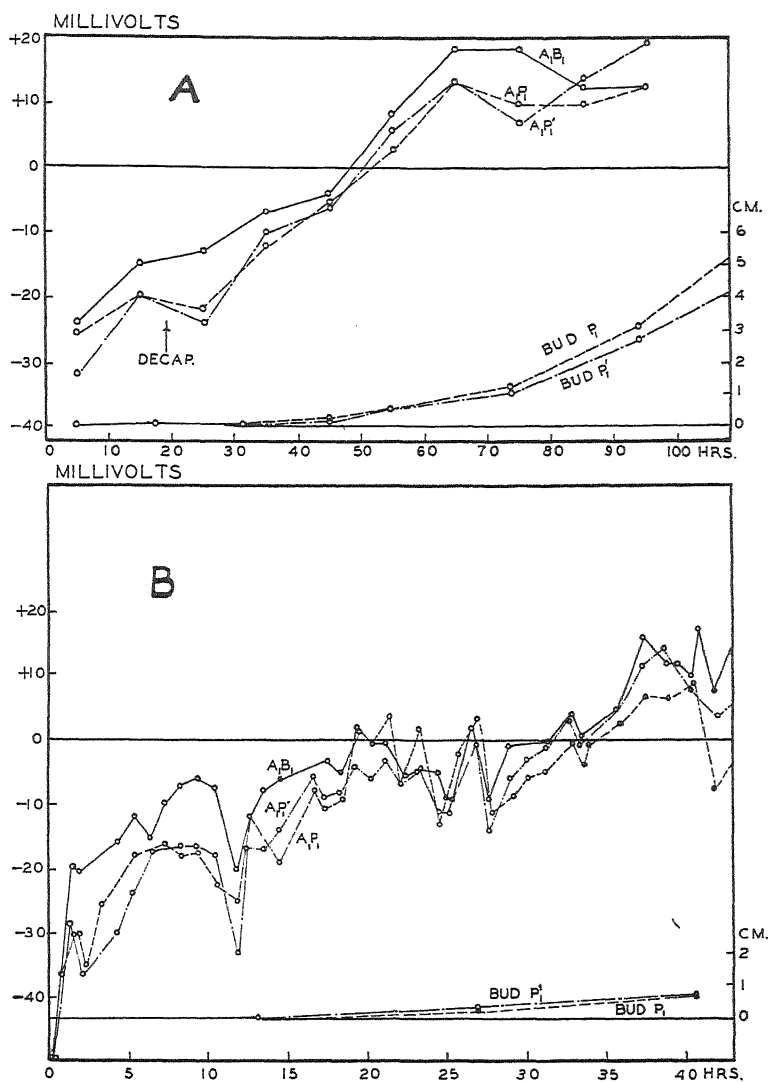 MILLIVOLTS
+20
A
A₁B₁
+10
A₁P₁
A₁P₁'
0
-10
CM.
6
5
-20
4
DECAP.
BUD P₁
3
-30
BUD P₁'
2
1
-40
0
0 10 20 30 40 50 60 70 80 90 100 HRS.
MILLIVOLTS
B
+20
+10
0
A₁B₁
-10
A₁P₁'
A₁P₁
-20
-30
CM.
2
-40
BUD P₁'
1
BUD P₁
0
0 5 10 15 20 25 30 35 40 HRS.